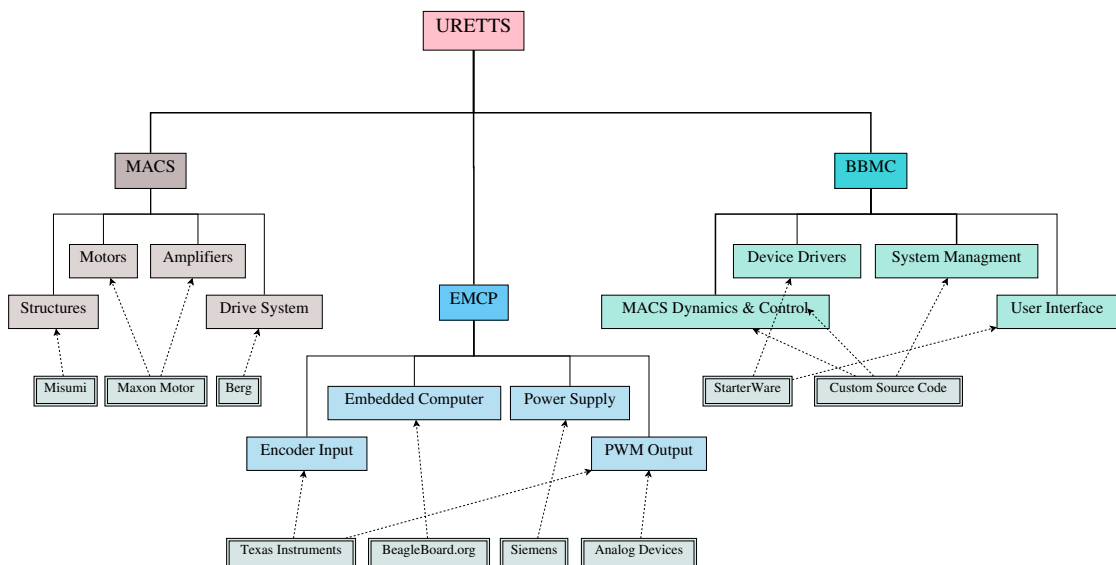 URETTS
MACS
BBMC
Motors
Amplifiers
Device Drivers
System Managment
Structures
Drive System
EMCP
MACS Dynamics & Control
User Interface
Misumi
Maxon Motor
Berg
StarterWare
Custom Source Code
Embedded Computer
Power Supply
Encoder Input
PWM Output
Texas Instruments
BeagleBoard.org
Siemens
Analog Devices